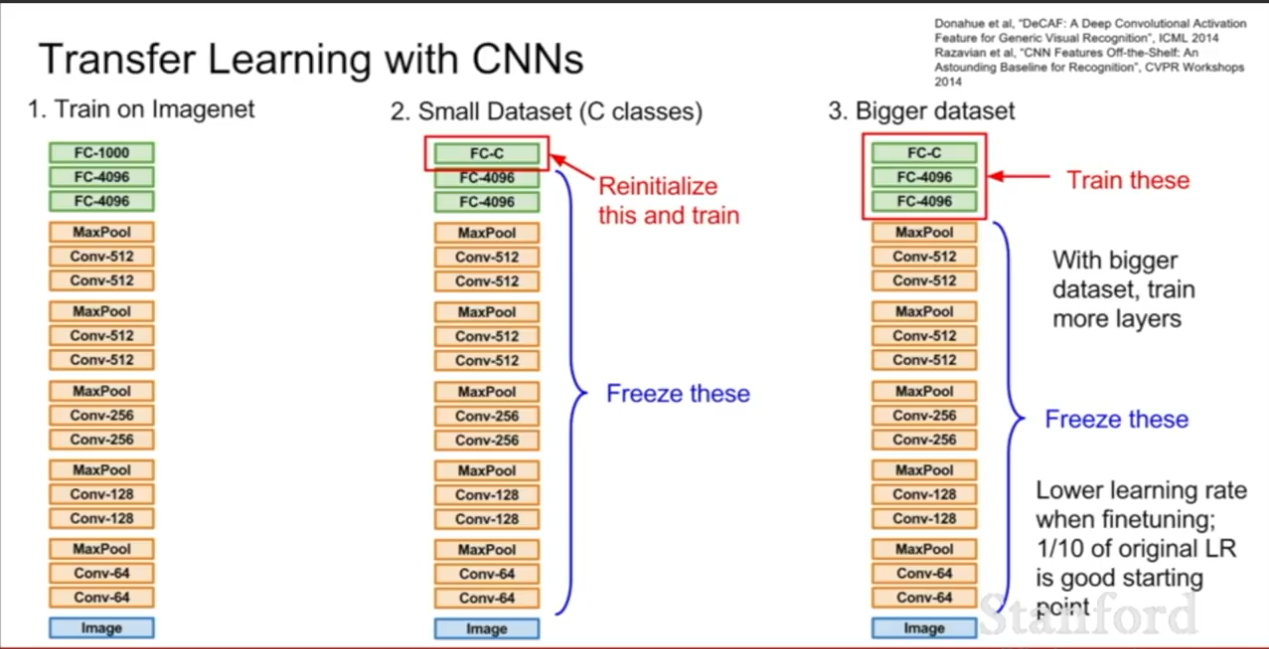 Transfer Learning with CNNs
Donahue et al, "DeCAF: A Deep Convolutional Activation
Feature for Generic Visual Recognition", ICML 2014
Razavian et al, "CNN Features Off-the-Shelf: An
Astounding Baseline for Recognition", CVPR Workshops
2014
1. Train on Imagenet
FC-1000
FC-4096
FC-4096
MaxPool
Conv-512
Conv-512
MaxPool
Conv-512
Conv-512
MaxPool
Conv-256
Conv-256
MaxPool
Conv-128
Conv-128
MaxPool
Conv-64
Conv-64
Image
2. Small Dataset (C classes)
FC-C
FC-4096
FC-4096
MaxPool
Conv-512
Conv-512
MaxPool
Conv-512
Conv-512
MaxPool
Conv-256
Conv-256
MaxPool
Conv-128
Conv-128
MaxPool
Conv-64
Conv-64
Image
Reinitialize
this and train
Freeze these
3. Bigger dataset
FC-C
FC-4096
FC-4096
MaxPool
Conv-512
Conv-512
MaxPool
Conv-512
Conv-512
MaxPool
Conv-256
Conv-256
MaxPool
Conv-128
Conv-128
MaxPool
Conv-64
Conv-64
Image
Train these
With bigger
dataset, train
more layers
Freeze these
Lower learning rate
when finetuning;
1/10 of original LR
is good starting
point
Stanford